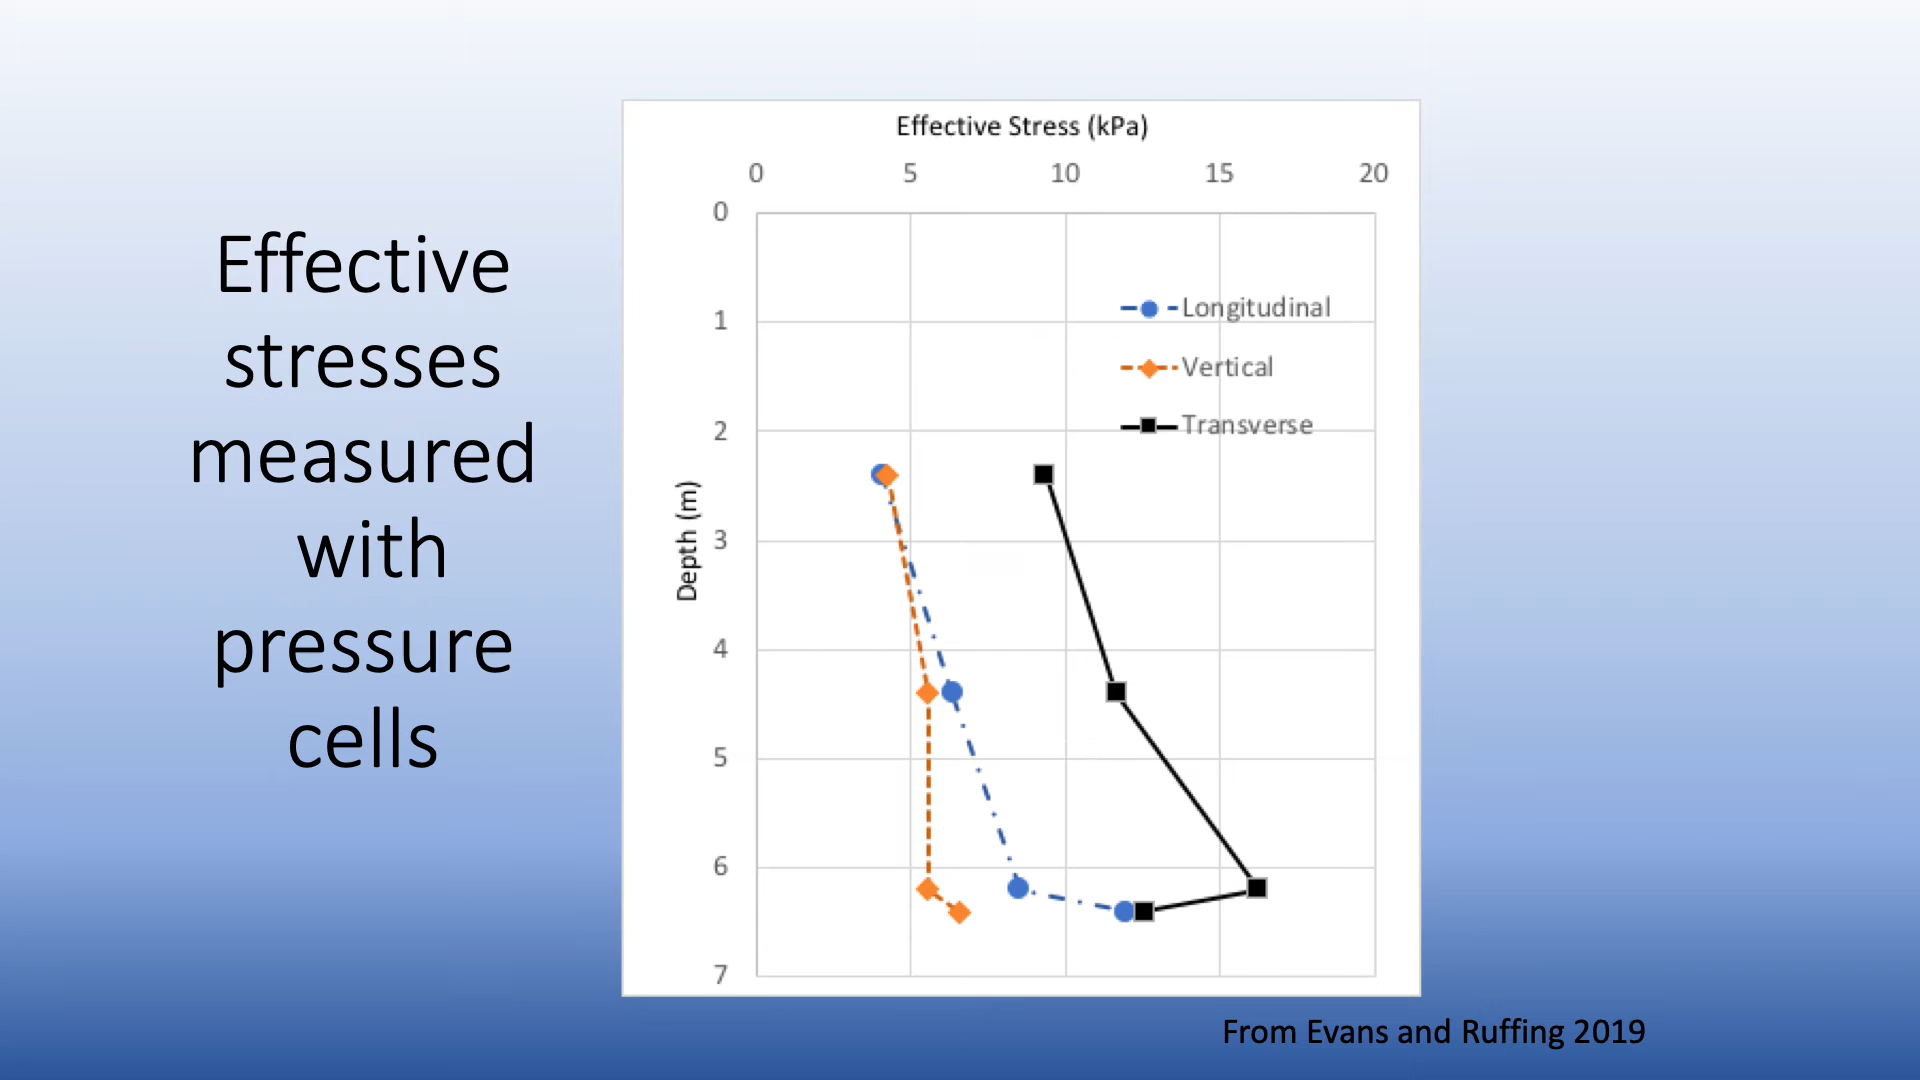 Effective
stresses
measured
with
pressure
cells
Effective Stress (kPa)
0 5 10 15 20
0
1
2
3
4
5
6
7
Depth (m)
Longitudinal
Vertical
Transverse
From Evans and Ruffing 2019